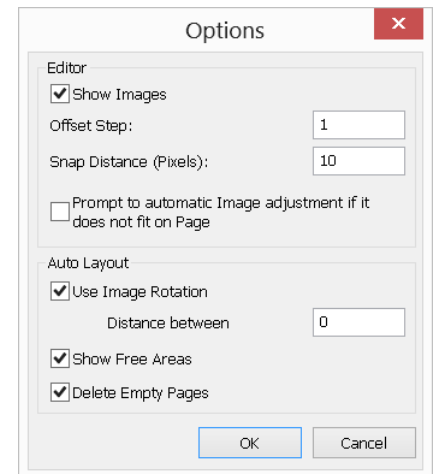 Options
Editor
Show Images
Offset Step:
1
Snap Distance (Pixels):
10
Prompt to automatic Image adjustment if it
does not fit on Page
Auto Layout
Use Image Rotation
Distance between
0
Show Free Areas
Delete Empty Pages
OK
Cancel